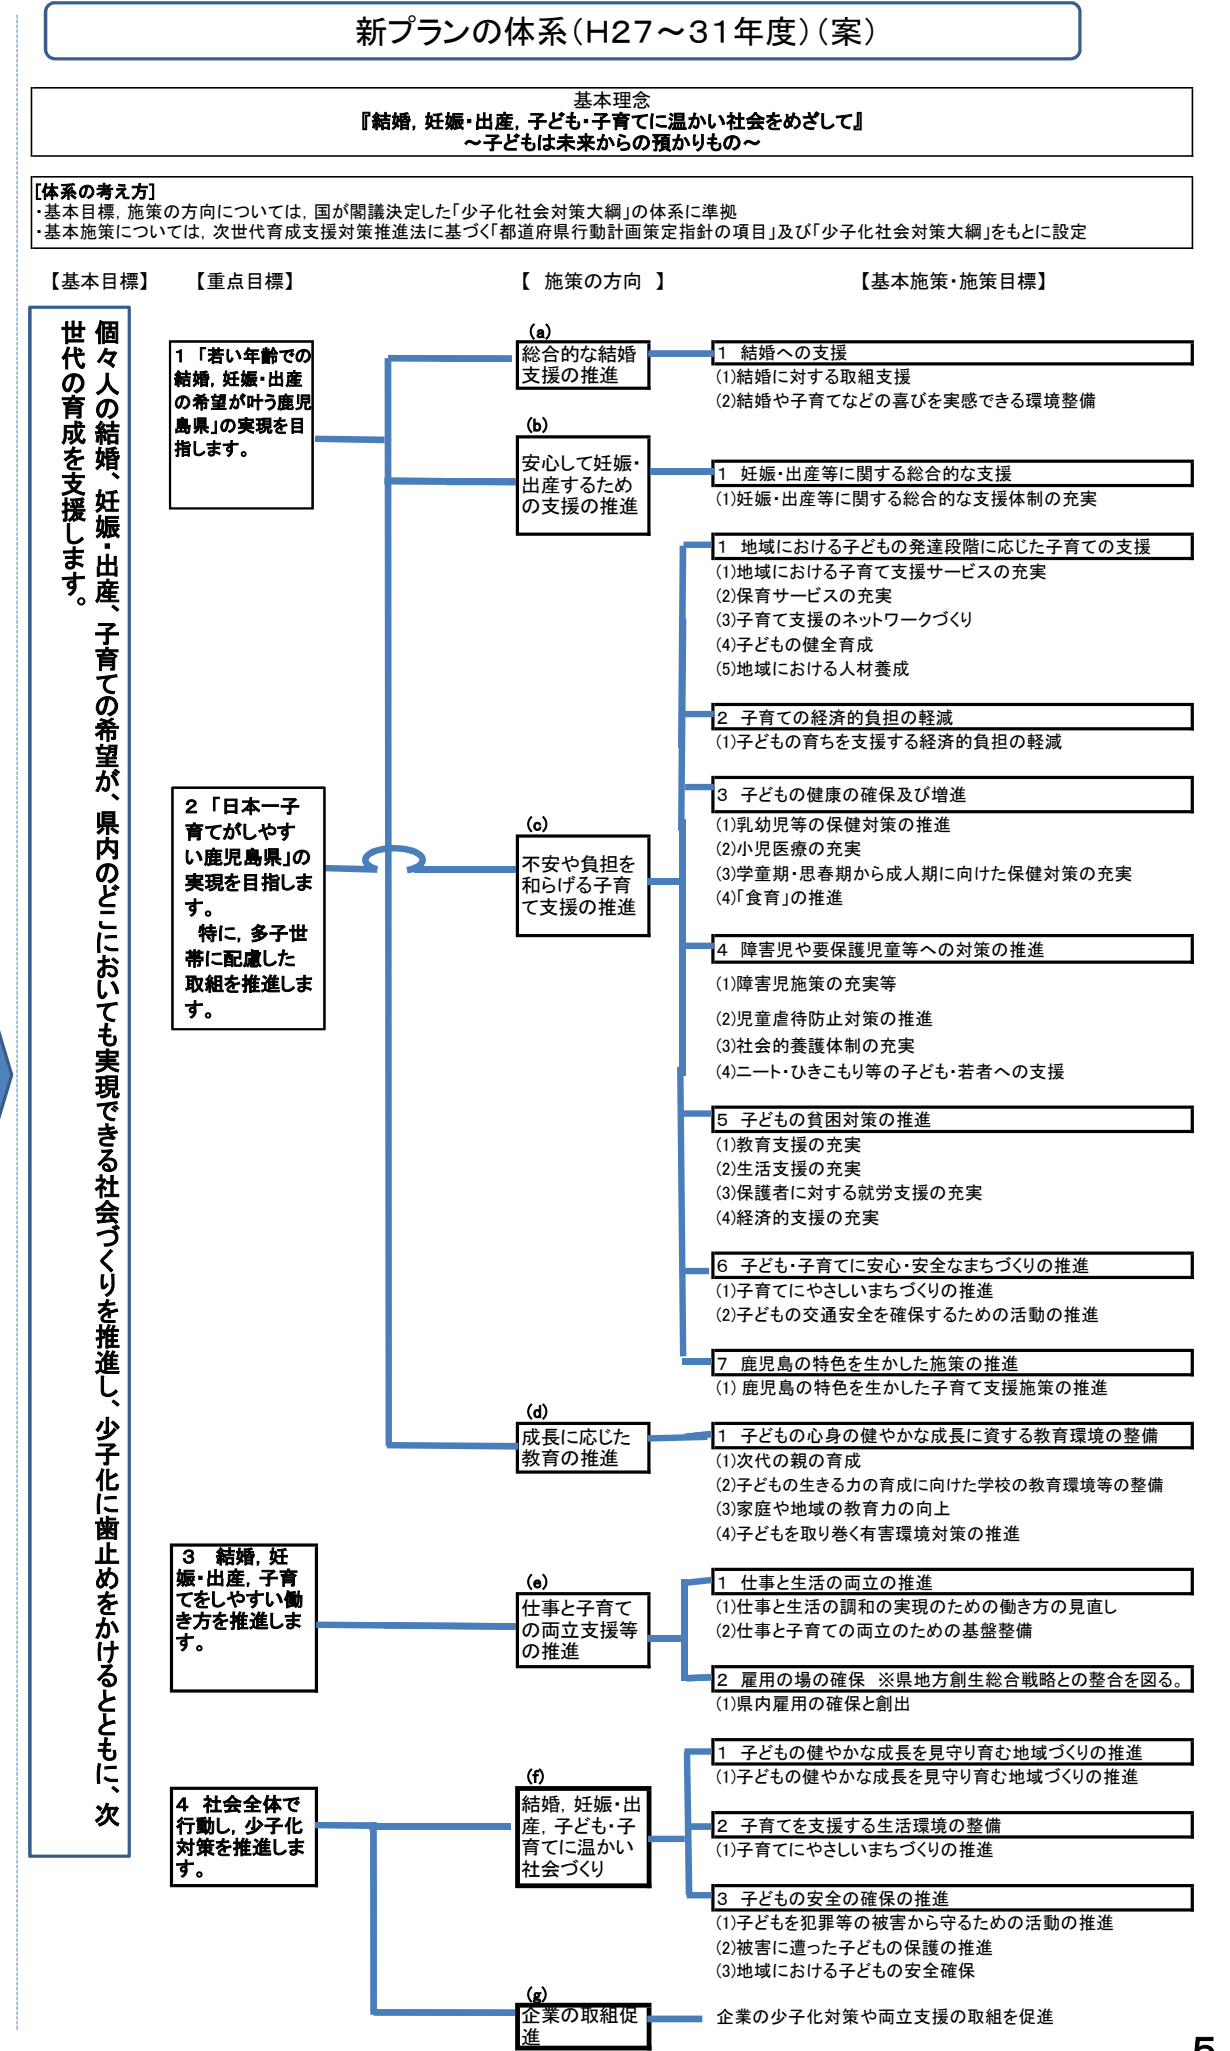 新プランの体系（H27～31年度）（案）
基本理念
『結婚，妊娠・出産，子ども・子育てに温かい社会をめざして』
～子どもは未来からの預かりもの～
[体系の考え方]
・基本目標，施策の方向については，国が閣議決定した「少子化社会対策大綱」の体系に準拠
・基本施策については，次世代育成支援対策推進法に基づく「都道府県行動計画策定指針の項目」及び「少子化社会対策大綱」をもとに設定
【基本目標】　【重点目標】　【 施策の方向 】　【基本施策・施策目標】
個々人の結婚、妊娠・出産、子育ての希望が、県内のどこにおいても実現できる社会づくりを推進し、少子化に歯止めをかけるとともに、次
世代の育成を支援します。
1 「若い年齢での
結婚，妊娠・出産
の希望が叶う鹿児
島県」の実現を目
指します。
(a)
総合的な結婚
支援の推進
1 結婚への支援
(1)結婚に対する取組支援
(2)結婚や子育てなどの喜びを実感できる環境整備
(b)
安心して妊娠・
出産するため
の支援の推進
1 妊娠・出産等に関する総合的な支援
(1)妊娠・出産等に関する総合的な支援体制の充実
2 「日本一子
育てがしやす
い鹿児島県」の
実現を目指しま
す。
特に，多子世
帯に配慮した
取組を推進しま
す。
(c)
不安や負担を
和らげる子育
て支援の推進
1 地域における子どもの発達段階に応じた子育ての支援
(1)地域における子育て支援サービスの充実
(2)保育サービスの充実
(3)子育て支援のネットワークづくり
(4)子どもの健全育成
(5)地域における人材養成
2 子育ての経済的負担の軽減
(1)子どもの育ちを支援する経済的負担の軽減
3 子どもの健康の確保及び増進
(1)乳幼児等の保健対策の推進
(2)小児医療の充実
(3)学童期・思春期から成人期に向けた保健対策の充実
(4)「食育」の推進
4 障害児や要保護児童等への対策の推進
(1)障害児施策の充実等
(2)児童虐待防止対策の推進
(3)社会的養護体制の充実
(4)ニート・ひきこもり等の子ども・若者への支援
5 子どもの貧困対策の推進
(1)教育支援の充実
(2)生活支援の充実
(3)保護者に対する就労支援の充実
(4)経済的支援の充実
6 子ども・子育てに安心・安全なまちづくりの推進
(1)子育てにやさしいまちづくりの推進
(2)子どもの交通安全を確保するための活動の推進
7 鹿児島の特色を生かした施策の推進
(1) 鹿児島の特色を生かした子育て支援施策の推進
(d)
成長に応じた
教育の推進
1 子どもの心身の健やかな成長に資する教育環境の整備
(1)次代の親の育成
(2)子どもの生きる力の育成に向けた学校の教育環境等の整備
(3)家庭や地域の教育力の向上
(4)子どもを取り巻く有害環境対策の推進
3 結婚，妊
娠・出産，子育
てをしやすい働
き方を推進しま
す。
(e)
仕事と子育て
の両立支援等
の推進
1 仕事と生活の両立の推進
(1)仕事と生活の調和の実現のための働き方の見直し
(2)仕事と子育ての両立のための基盤整備
2 雇用の場の確保 ※県地方創生総合戦略との整合を図る。
(1)県内雇用の確保と創出
4 社会全体で
行動し，少子化
対策を推進しま
す。
(f)
結婚，妊娠・出
産，子ども・子
育てに温かい
社会づくり
1 子どもの健やかな成長を見守り育む地域づくりの推進
(1)子どもの健やかな成長を見守り育む地域づくりの推進
2 子育てを支援する生活環境の整備
(1)子育てにやさしいまちづくりの推進
3 子どもの安全の確保の推進
(1)子どもを犯罪等の被害から守るための活動の推進
(2)被害に遭った子どもの保護の推進
(3)地域における子どもの安全確保
(g)
企業の取組促
進
企業の少子化対策や両立支援の取組を促進
5